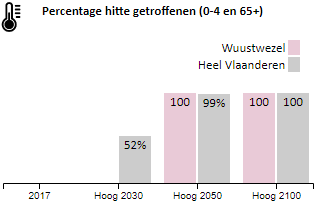 Percentage hitte getroffenen (0-4 en 65+)
Wuustwezel
Heel Vlaanderen
100 99% 100 100
52%
2017 Hoog 2030 Hoog 2050 Hoog 2100